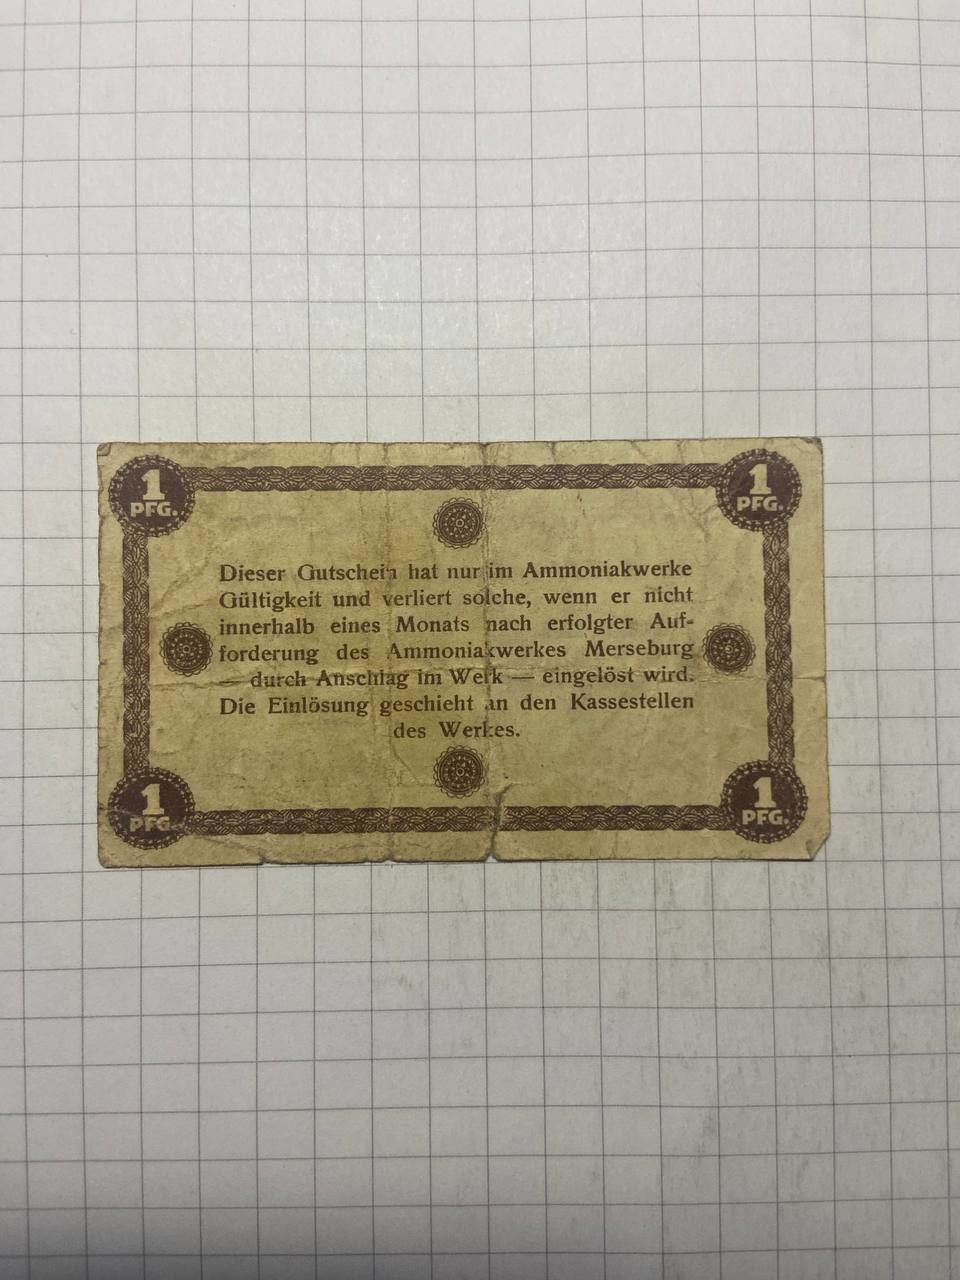 1 PFG. 1 PFG.
Dieser Gutschein hat nur im Ammoniakwerke
Gültigkeit und verliert solche, wenn er nicht
innerhalb eines Monats nach erfolgter Auf-
forderung des Ammoniakwerkes Merseburg
— durch Anschlag im Werk — eingelöst wird.
Die Einlösung geschieht an den Kassestellen
des Werkes.
1 PFG. 1 PFG.